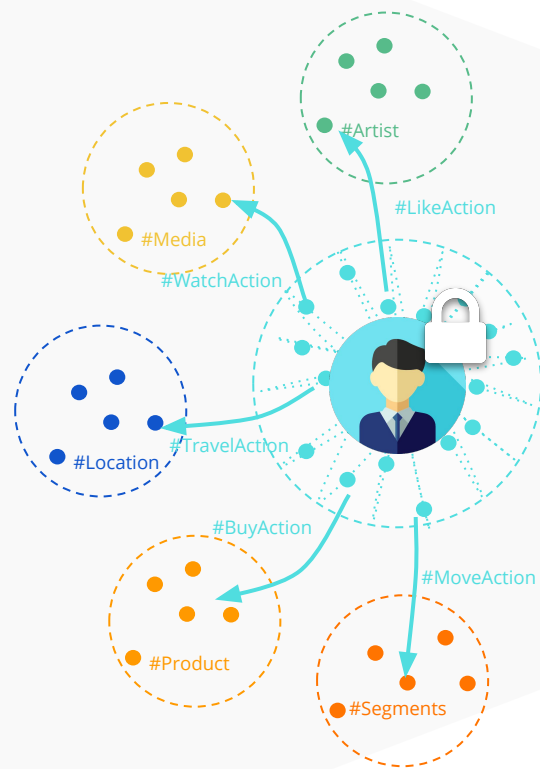 #Artist
#LikeAction
#Media
#WatchAction
#TravelAction
#Location
#BuyAction
#MoveAction
#Product
#Segments